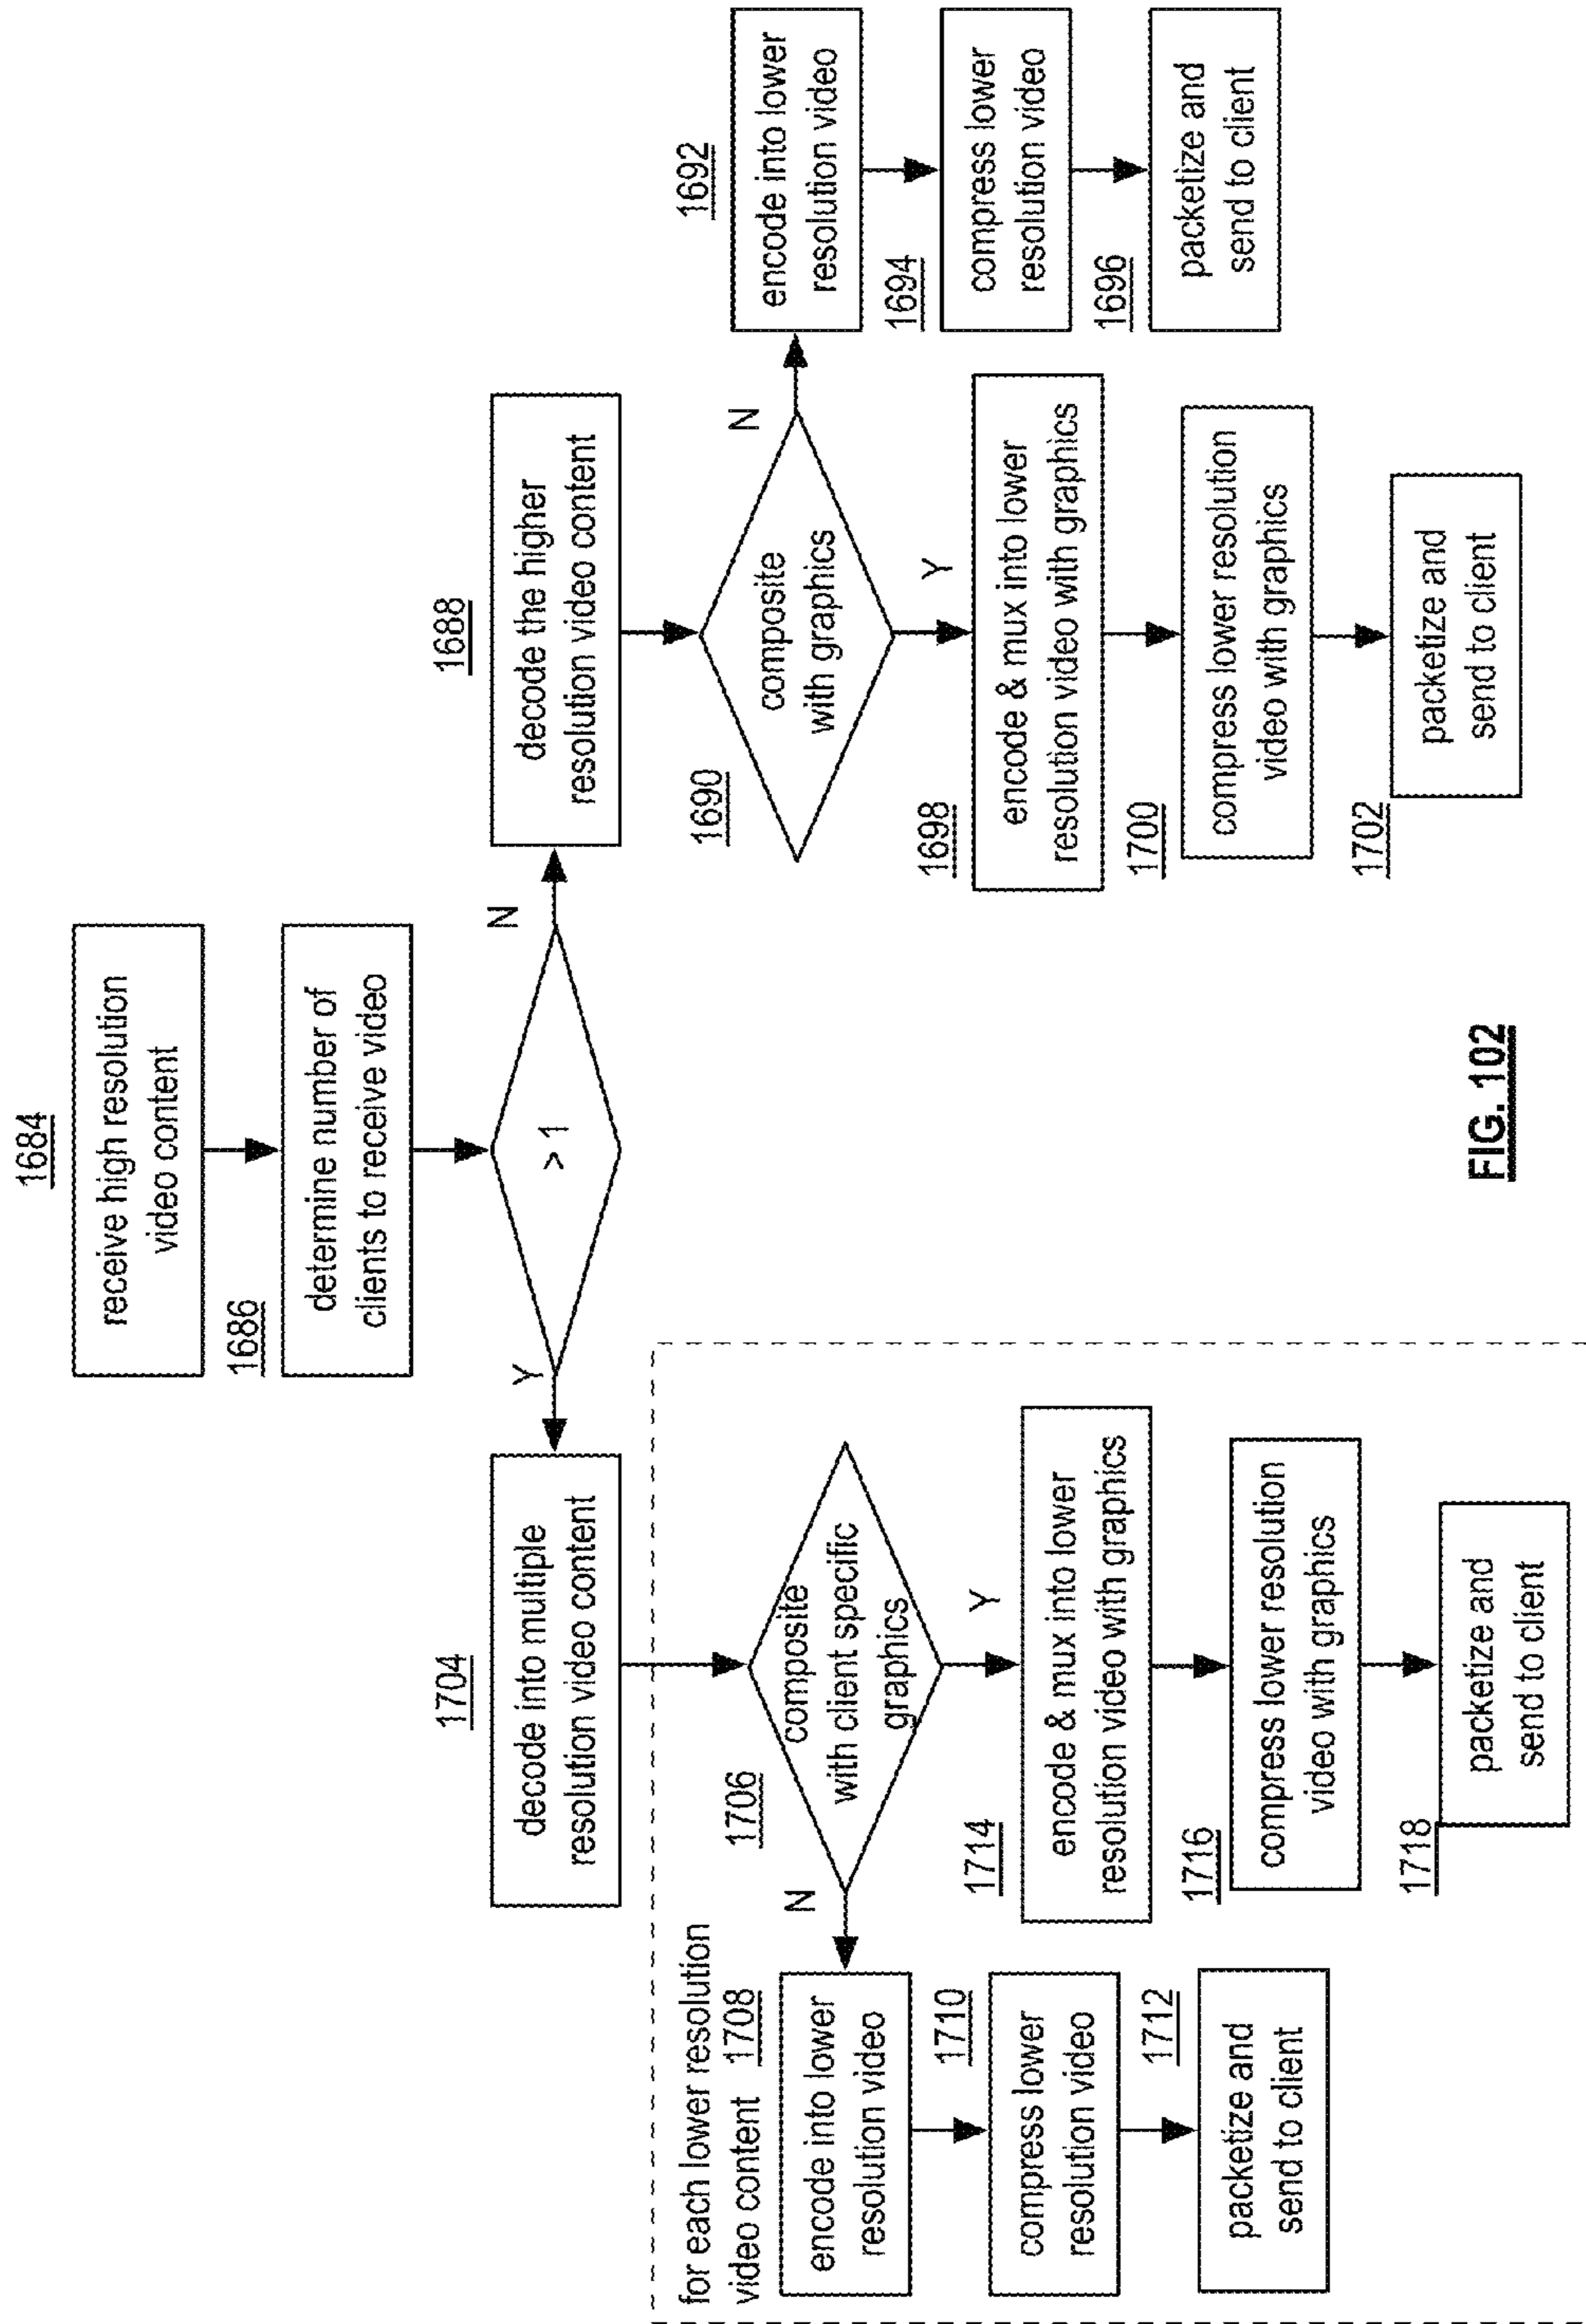 1684
receive high resolution
video content
1686
determine number of
clients to receive video
> 1
Y
N
1704
decode into multiple
resolution video content
for each lower resolution
video content
1706
composite
with client specific
graphics
N
Y
1708
encode into lower
resolution video
1710
compress lower
resolution video
1712
packetize and
send to client
1714
encode & mux into lower
resolution video with graphics
1716
compress lower resolution
video with graphics
1718
packetize and
send to client
1688
decode the higher
resolution video content
1690
composite
with graphics
N
Y
1692
encode into lower
resolution video
1694
compress lower
resolution video
1696
packetize and
send to client
1698
encode & mux into lower
resolution video with graphics
1700
compress lower resolution
video with graphics
1702
packetize and
send to client
FIG. 102